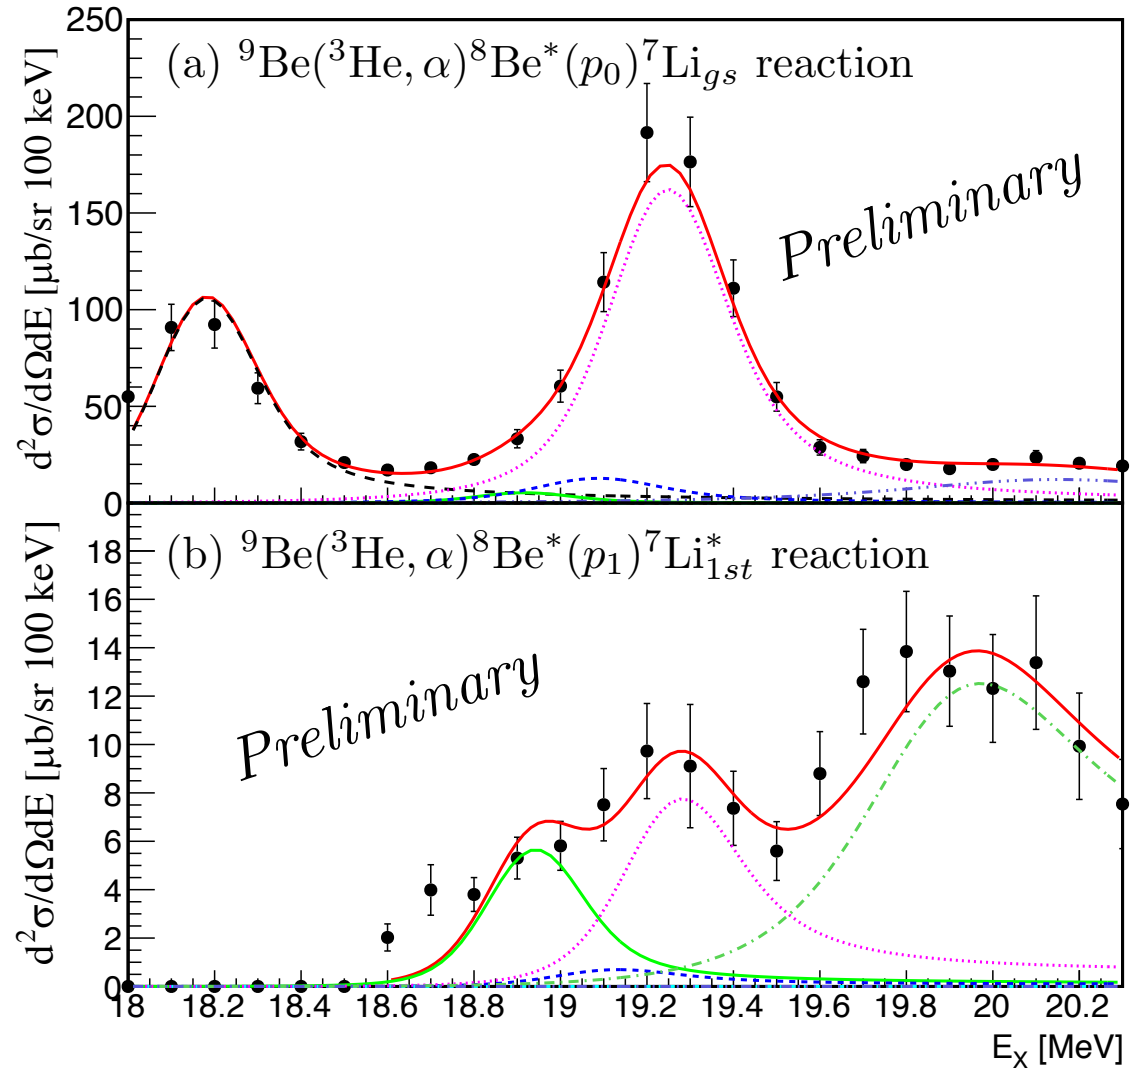 250
(a) ⁹Be(³He, α)⁸Be*(p₀)⁷Li_gs reaction
200
Preliminary
150
100
50
0
d²σ/dΩdE [μb/sr 100 keV]
(b) ⁹Be(³He, α)⁸Be*(p₁)⁷Li*_1st reaction
18
16
Preliminary
14
12
10
8
6
4
2
0
d²σ/dΩdE [μb/sr 100 keV]
18 18.2 18.4 18.6 18.8 19 19.2 19.4 19.6 19.8 20 20.2
E_X [MeV]